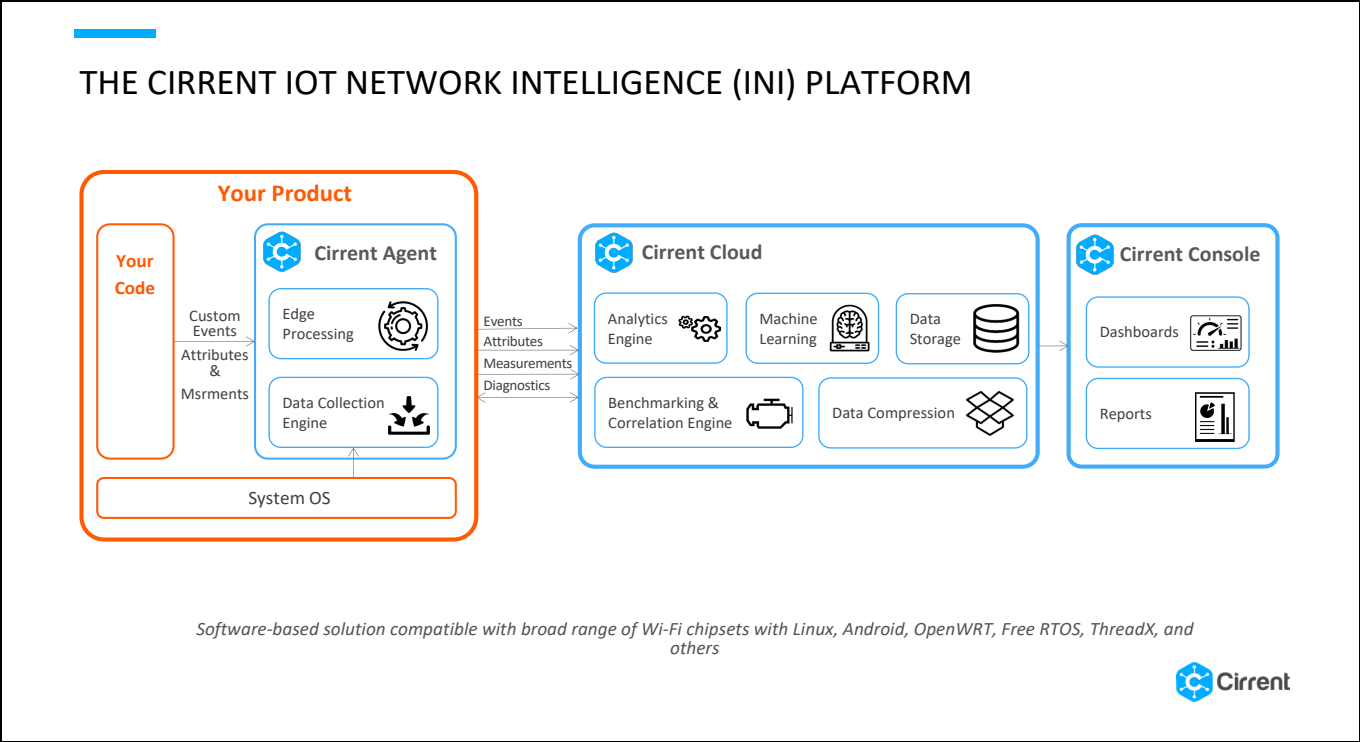 THE CIRRENT IOT NETWORK INTELLIGENCE (INI) PLATFORM
Your Product
Your
Code
Custom
Events
Attributes
&
Msrments
Cirrent Agent
Edge
Processing
Data Collection
Engine
System OS
Events
Attributes
Measurements
Diagnostics
Cirrent Cloud
Analytics
Engine
Machine
Learning
Data
Storage
Benchmarking &
Correlation Engine
Data Compression
Cirrent Console
Dashboards
Reports
Software-based solution compatible with broad range of Wi-Fi chipsets with Linux, Android, OpenWRT, Free RTOS, ThreadX, and
others
Cirrent